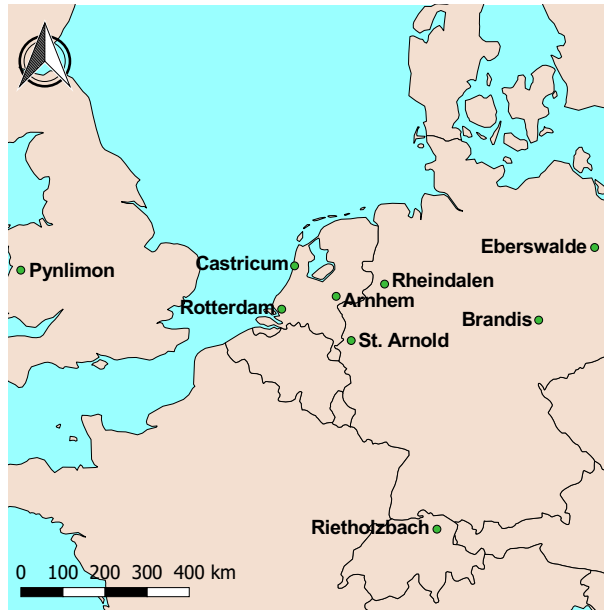 Eberswalde
Castricum
Pynlimon
Rheindalen
Arnhem
Rotterdam
Brandis
St. Arnold
Rietholzbach
0 100 200 300 400 km